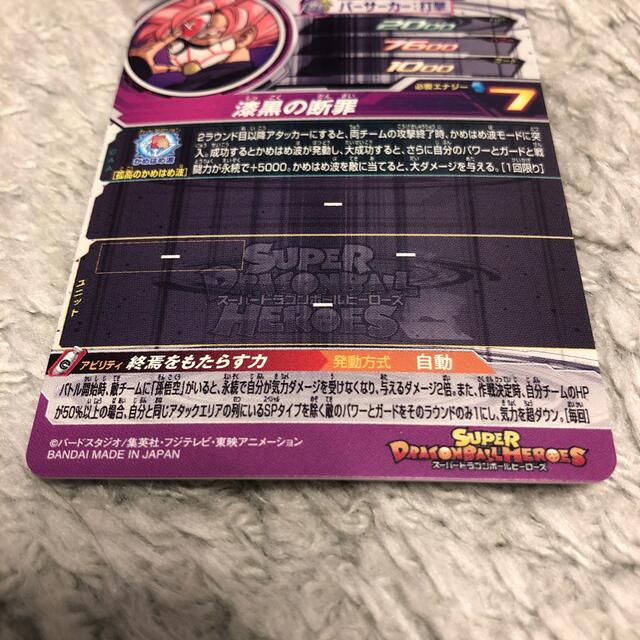 バーサーカー:打撃
2000
7600
1000
必要エナジー 7
漆黒の断罪
かめはめ波
[孤高のかめはめ波]
2ラウンド目以降アタッカーにすると、両チームの攻撃終了時、かめはめ波モードに突
入。成功するとかめはめ波が発動し、大成功すると、さらに自分のパワーとガードと戦
闘力が永続で+5000。かめはめ波を敵に当てると、大ダメージを与える。[1回限り]
ー
ー
ー
ー
ユニット
SUPER
DRAGONBALL
スーパードラゴンボールヒーローズ
HEROES
アビリティ 終焉をもたらす力 発動方式 自動
バトル開始時、敵チームに「孫悟空」がいると、永続で自分が気力ダメージを受けなくなり、与えるダメージ2倍。また、作戦決定時、自分チームのHP
が50%以上の場合、自分と同じアタックエリアの列にいるSPタイプを除く敵のパワーとガードをそのラウンドのみ1にし、気力を超ダウン。[毎回]
©バードスタジオ/集英社・フジテレビ・東映アニメーション
BANDAI MADE IN JAPAN
SUPER
DRAGONBALL HEROES
スーパードラゴンボールヒーローズ